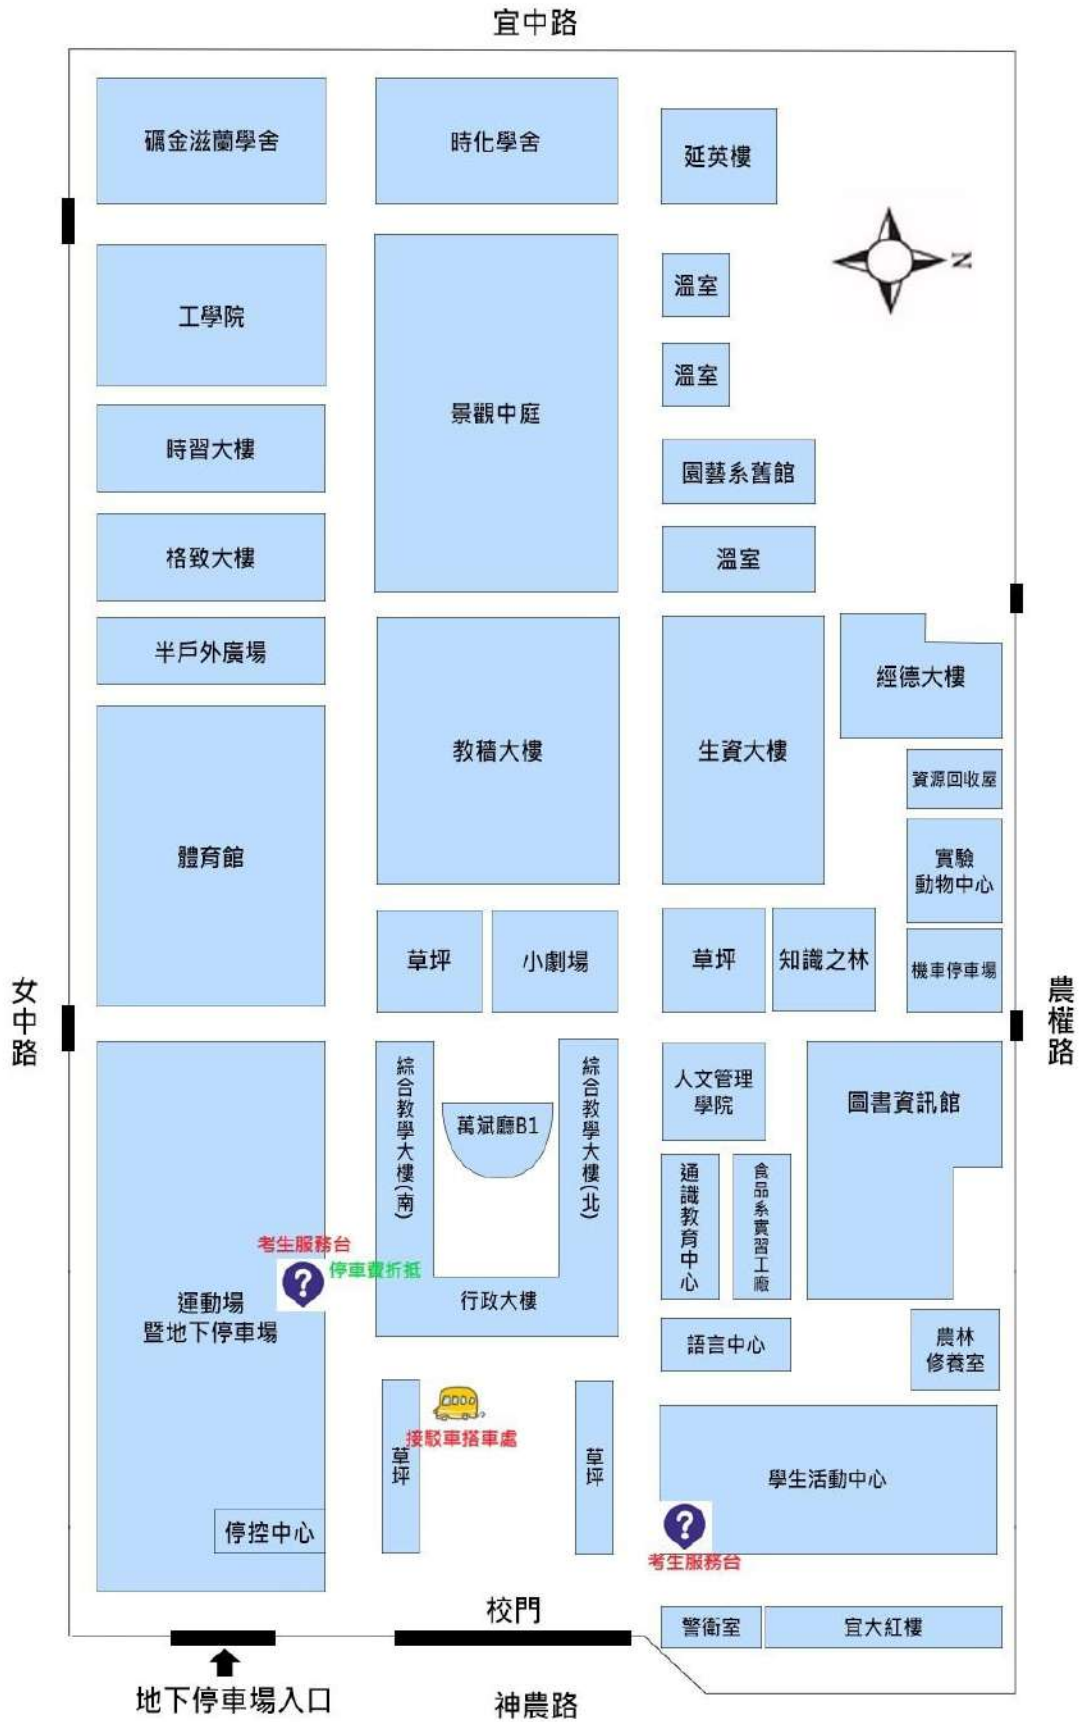 宜中路
礪金滋蘭學舍
時化學舍
延英樓
N
工學院
溫室
溫室
時習大樓
景觀中庭
園藝系舊館
格致大樓
溫室
半戶外廣場
教穡大樓
生資大樓
經德大樓
資源回收屋
體育館
實驗
動物中心
草坪
小劇場
草坪
知識之林
機車停車場
女中路
農權路
綜合教學大樓(南)
萬斌廳B1
綜合教學大樓(北)
人文管理
學院
圖書資訊館
通識教育中心
食品系實習工廠
考生服務台
停車費折抵
?
運動場
暨地下停車場
行政大樓
語言中心
農林
修養室
接駁車搭車處
草坪
草坪
學生活動中心
?
考生服務台
停控中心
校門
警衛室
宜大紅樓
地下停車場入口
神農路